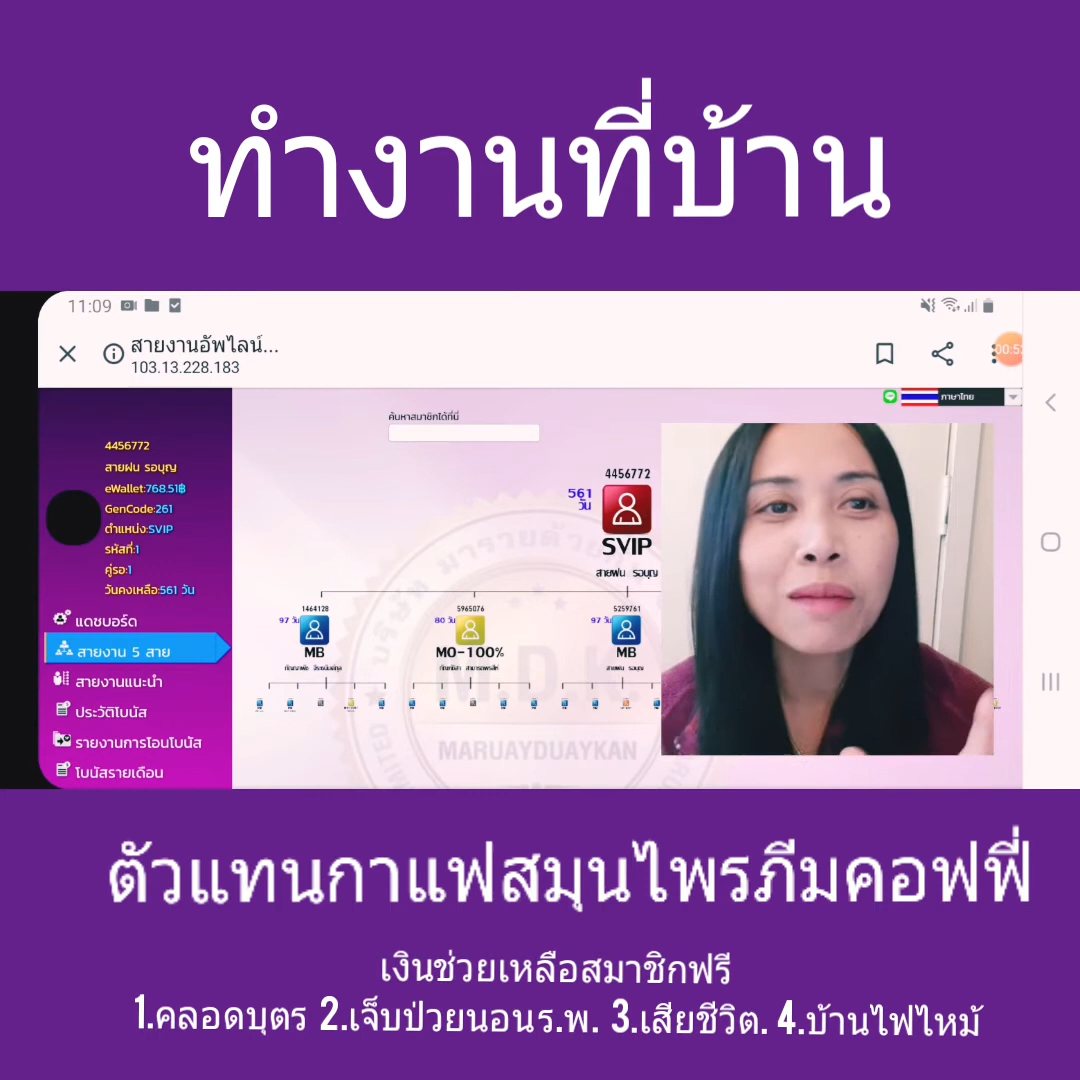 ทำงานที่บ้าน
11:09
สายงานอัพไลน์...
103.13.228.183
00:5
ภาษาไทย
ค้นหาสมาชิกได้ที่นี่
4456772
สายฝน รอบุญ
eWallet:768.51฿
GenCode:261
ตำแหน่ง:SVIP
รหัสที่:1
คู่รอ:1
วันคงเหลือ:561 วัน
แดชบอร์ด
สายงาน 5 สาย
สายงานแนะนำ
ประวัติโบนัส
รายงานการโอนโบนัส
โบนัสรายเดือน
4456772
561
วัน
SVIP
สายฝน รอบุญ
1464128 5965076 5259761
97 วัน 80 วัน 97 วัน
MB MO-100% MB
สายฝน รอบุญ
M.D.K
MARUAYDUAYKAN
ตัวแทนกาแฟสมุนไพรภีมคอฟฟี่
เงินช่วยเหลือสมาชิกฟรี
1.คลอดบุตร 2.เจ็บป่วยนอนร.พ. 3.เสียชีวิต. 4.บ้านไฟไหม้